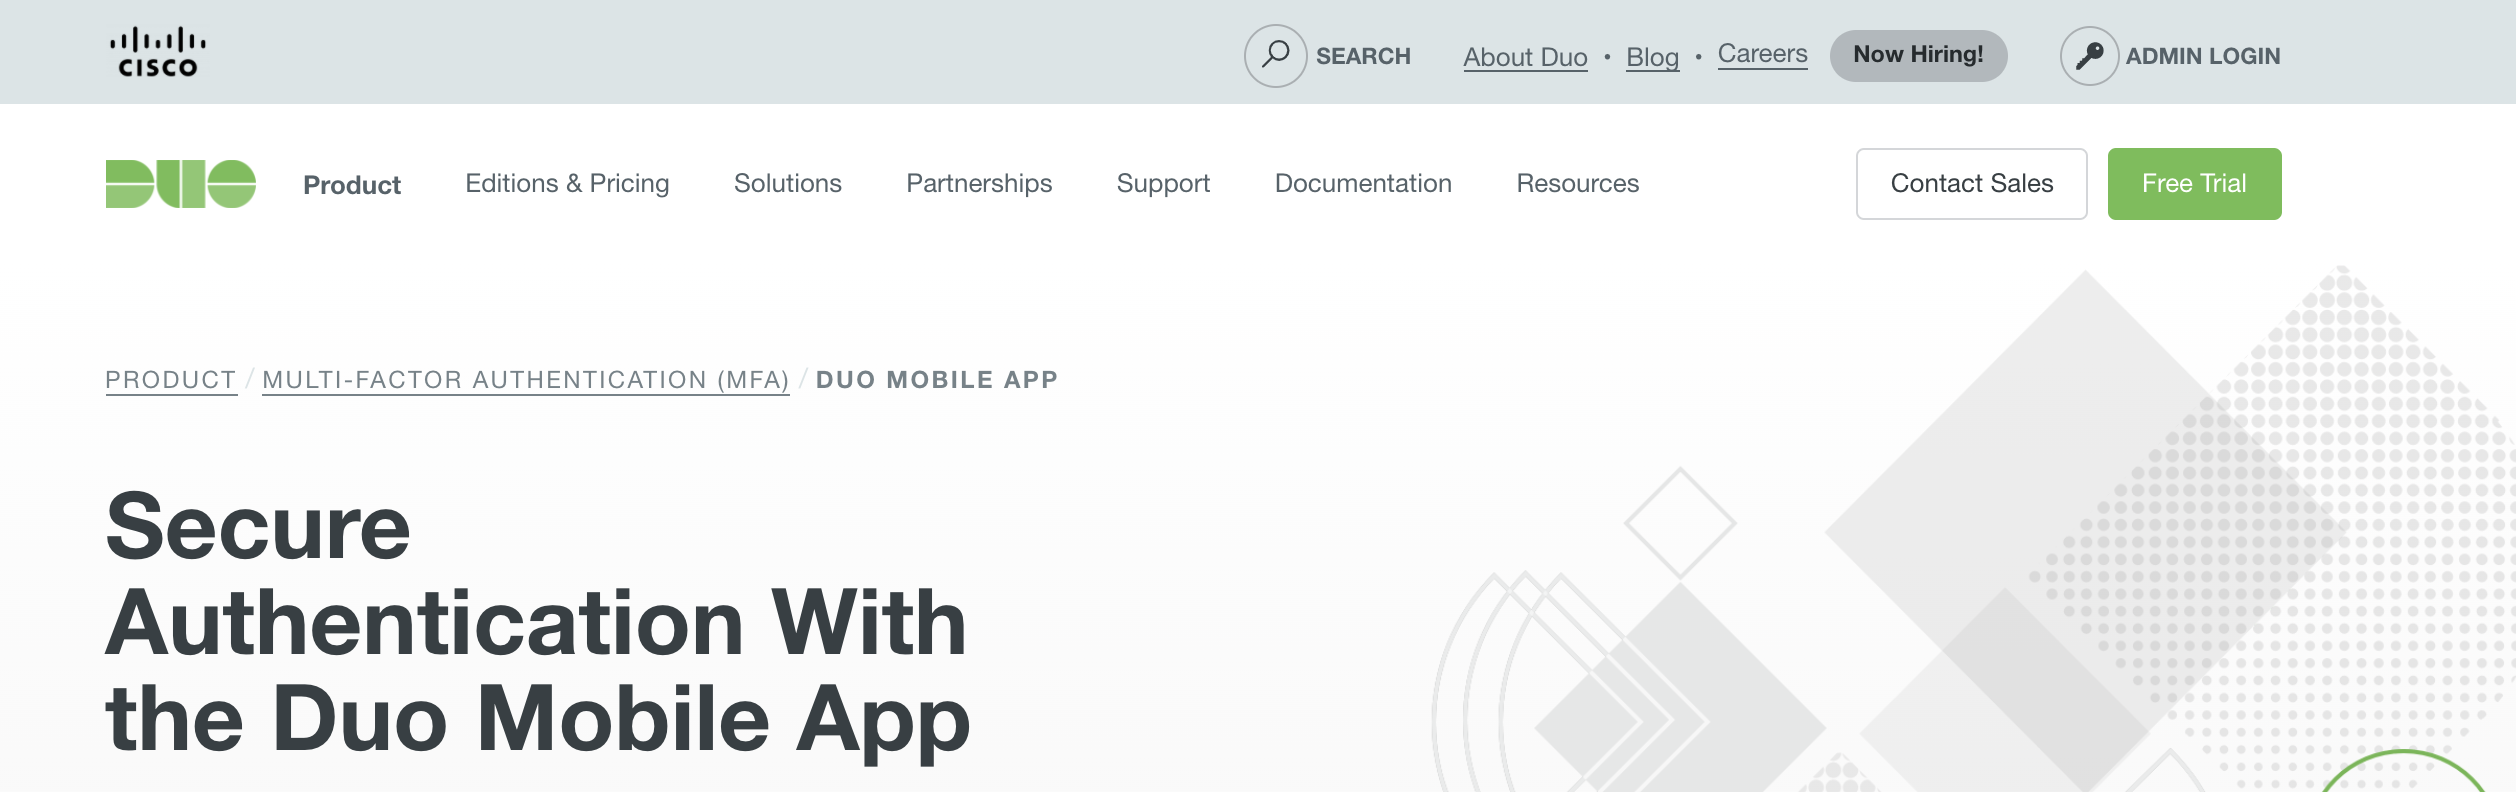 CISCO
SEARCH About Duo • Blog • Careers Now Hiring! ADMIN LOGIN
DUO Product Editions & Pricing Solutions Partnerships Support Documentation Resources Contact Sales Free Trial
PRODUCT / MULTI-FACTOR AUTHENTICATION (MFA) / DUO MOBILE APP
Secure
Authentication With
the Duo Mobile App